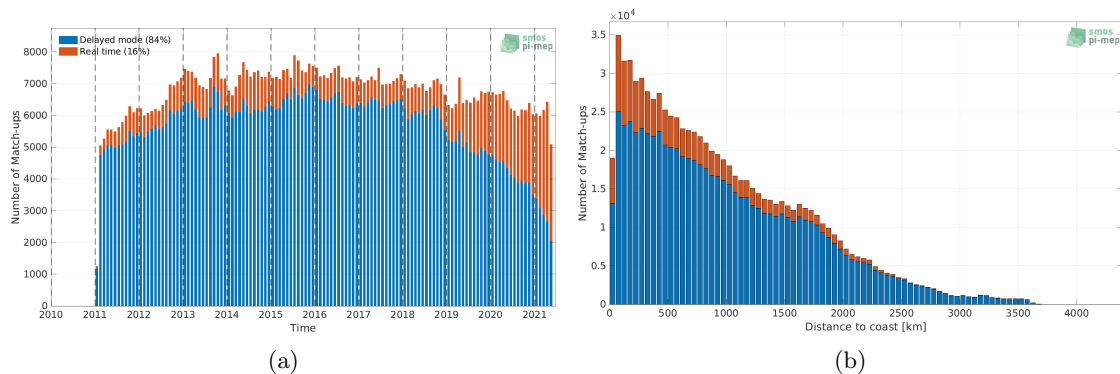 Delayed mode (84%)
Real time (16%)
smos
pi-mep
Number of Match-ups
8000
7000
6000
5000
4000
3000
2000
1000
0
2010 2011 2012 2013 2014 2015 2016 2017 2018 2019 2020 2021
Time
(a)
×10⁴
smos
pi-mep
Number of Match-ups
3.5
3
2.5
2
1.5
1
0.5
0
0 500 1000 1500 2000 2500 3000 3500 4000
Distance to coast [km]
(b)